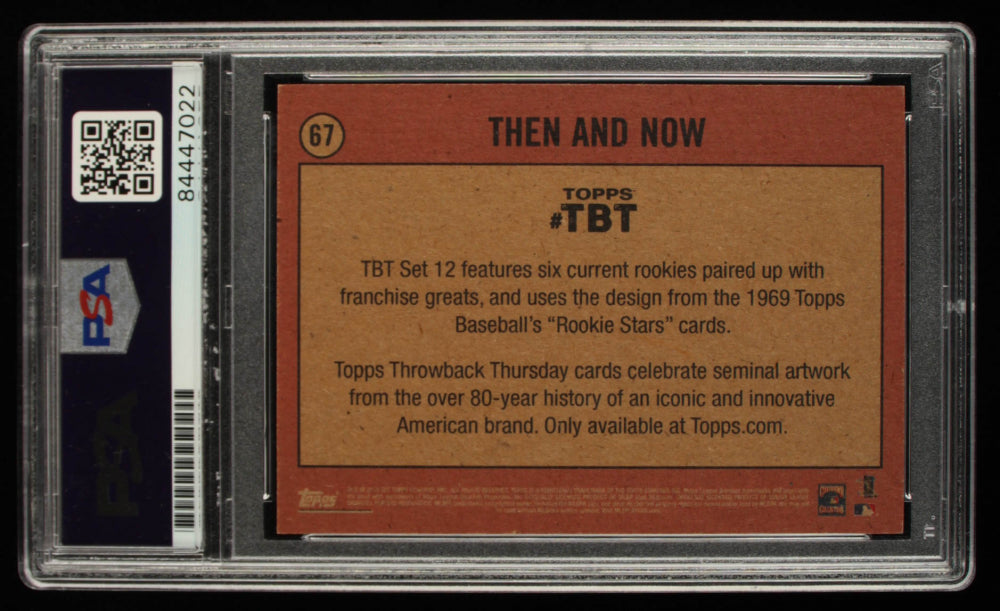 84447022
PSA
PSA
67
THEN AND NOW
TOPPS
#TBT
TBT Set 12 features six current rookies paired up with
franchise greats, and uses the design from the 1969 Topps
Baseball's “Rookie Stars” cards.
Topps Throwback Thursday cards celebrate seminal artwork
from the over 80-year history of an iconic and innovative
American brand. Only available at Topps.com.
Topps